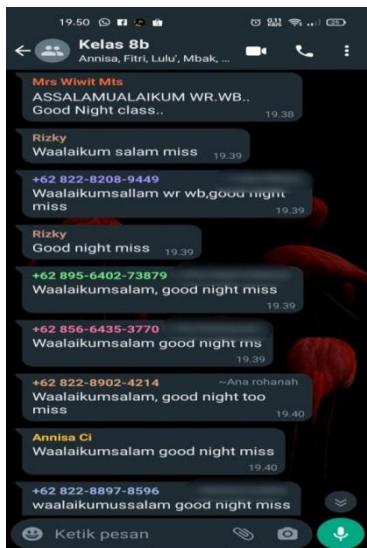 19.50
Kelas 8b
Annisa, Fitri, Lulu', Mbak, ...
Mrs Wiwit Mts
ASSALAMUALAIKUM WR.WB..
Good Night class..
19.38
Rizky
Waalaikum salam miss
19.39
+62 822-8208-9449
Waalaikumsallam wr wb,good night
miss
19.39
Rizky
Good night miss
19.39
+62 895-6402-73879
Waalaikumsalam, good night miss
19.39
+62 856-6435-3770
Waalaikumsalam good night ms
19.39
+62 822-8902-4214
~Ana rohanah
Waalaikumsalam, good night too
miss
19.40
Annisa Ci
Waalaikumsalam good night miss
19.40
+62 822-8897-8596
waalaikumussalam good night miss
Ketik pesan